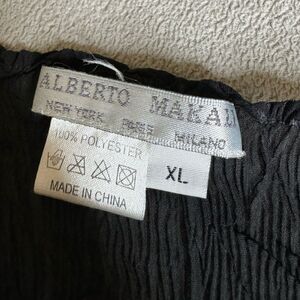 ALBERTO MAKALI
NEW YORK PARIS MILANO
100% POLYESTER
XL
MADE IN CHINA